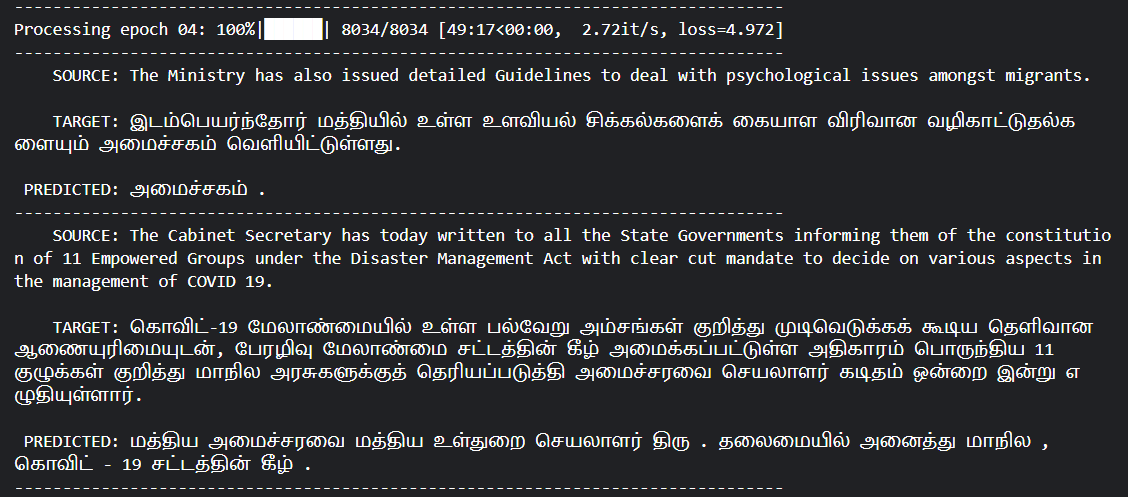 --------------------------------------------------------------------------------
Processing epoch 04: 100%|██████| 8034/8034 [49:17<00:00,  2.72it/s, loss=4.972]
--------------------------------------------------------------------------------
    SOURCE: The Ministry has also issued detailed Guidelines to deal with psychological issues amongst migrants.
    TARGET: இடம்பெயர்ந்தோர் மத்தியில் உள்ள உளவியல் சிக்கல்களைக் கையாள விரிவான வழிகாட்டுதல்க
ளையும் அமைச்சகம் வெளியிட்டுள்ளது.
 PREDICTED: அமைச்சகம் .
--------------------------------------------------------------------------------
    SOURCE: The Cabinet Secretary has today written to all the State Governments informing them of the constitutio
n of 11 Empowered Groups under the Disaster Management Act with clear cut mandate to decide on various aspects in
the management of COVID 19.
    TARGET: கொவிட்-19 மேலாண்மையில் உள்ள பல்வேறு அம்சங்கள் குறித்து முடிவெடுக்கக் கூடிய தெளிவான
ஆணையுரிமையுடன், பேரழிவு மேலாண்மை சட்டத்தின் கீழ் அமைக்கப்பட்டுள்ள அதிகாரம் பொருந்திய 11
குழுக்கள் குறித்து மாநில அரசுகளுக்குத் தெரியப்படுத்தி அமைச்சரவை செயலாளர் கடிதம் ஒன்றை இன்று எ
ழுதியுள்ளார்.
 PREDICTED: மத்திய அமைச்சரவை மத்திய உள்துறை செயலாளர் திரு . தலைமையில் அனைத்து மாநில ,
கொவிட் - 19 சட்டத்தின் கீழ் .
--------------------------------------------------------------------------------